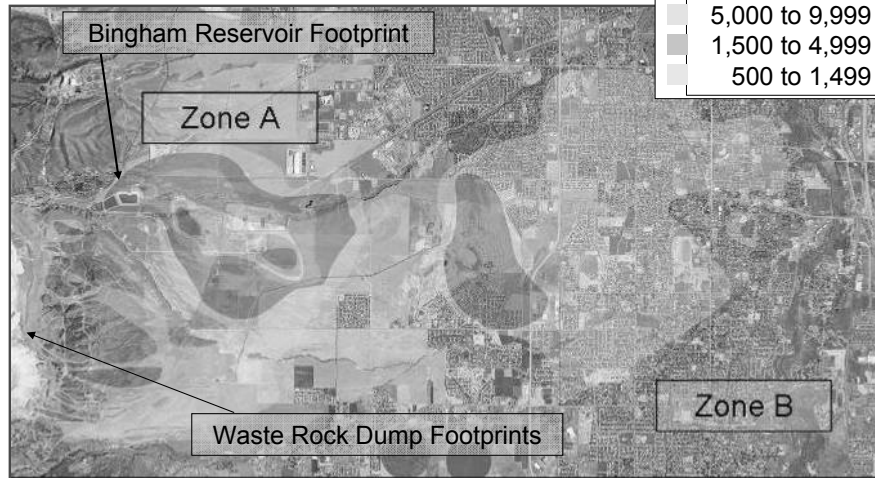 5,000 to 9,999
1,500 to 4,999
500 to 1,499
Bingham Reservoir Footprint
Zone A
Zone B
Waste Rock Dump Footprints